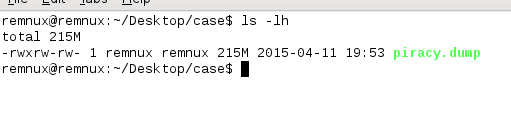 remnux@remnux:~/Desktop/case$ ls -lh
total 215M
-rwxrw-rw- 1 remnux remnux 215M 2015-04-11 19:53 piracy.dump
remnux@remnux:~/Desktop/case$